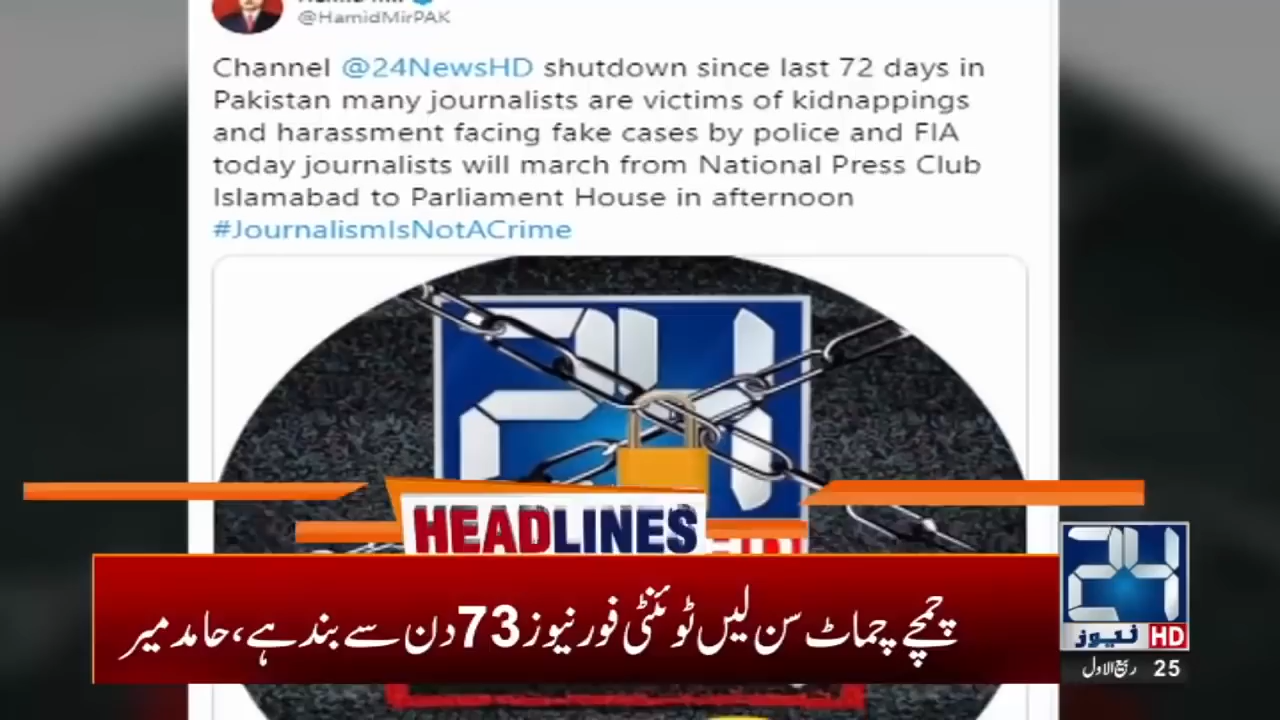 @HamidMirPAK
Channel @24NewsHD shutdown since last 72 days in
Pakistan many journalists are victims of kidnappings
and harassment facing fake cases by police and FIA
today journalists will march from National Press Club
Islamabad to Parliament House in afternoon
#JournalismIsNotACrime
24
HEADLINES
چمچے چماٹ سن لیں ٹوئنٹی فور نیوز 73 دن سے بند ہے، حامد میر
24
نیوز HD
25 ربیع الاول